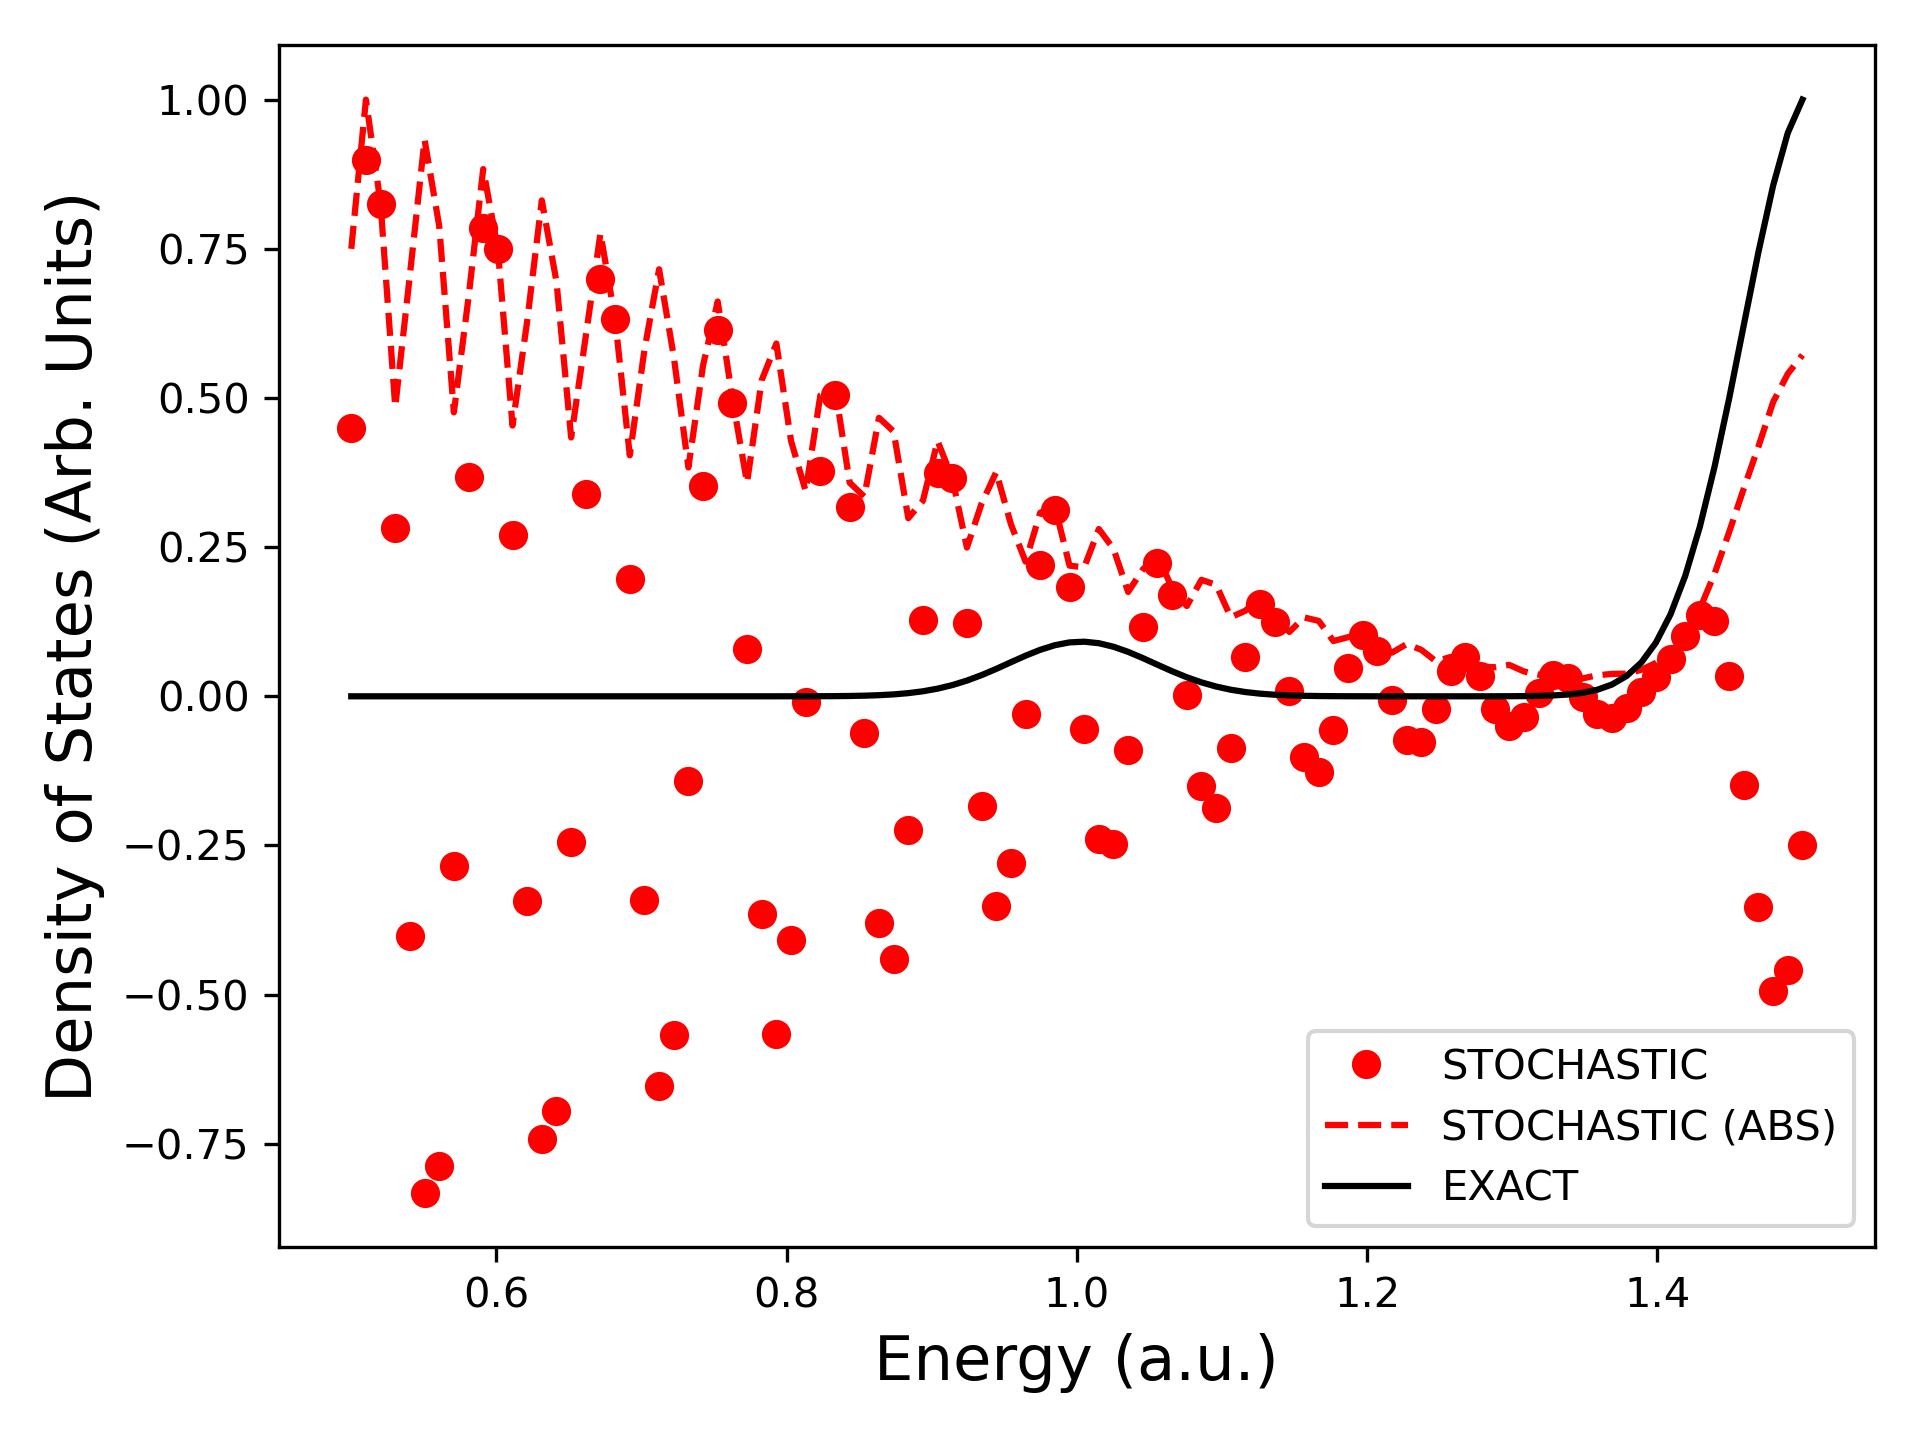 Density of States (Arb. Units)
1.00
0.75
0.50
0.25
0.00
−0.25
−0.50
−0.75
STOCHASTIC
STOCHASTIC (ABS)
EXACT
0.6 0.8 1.0 1.2 1.4
Energy (a.u.)